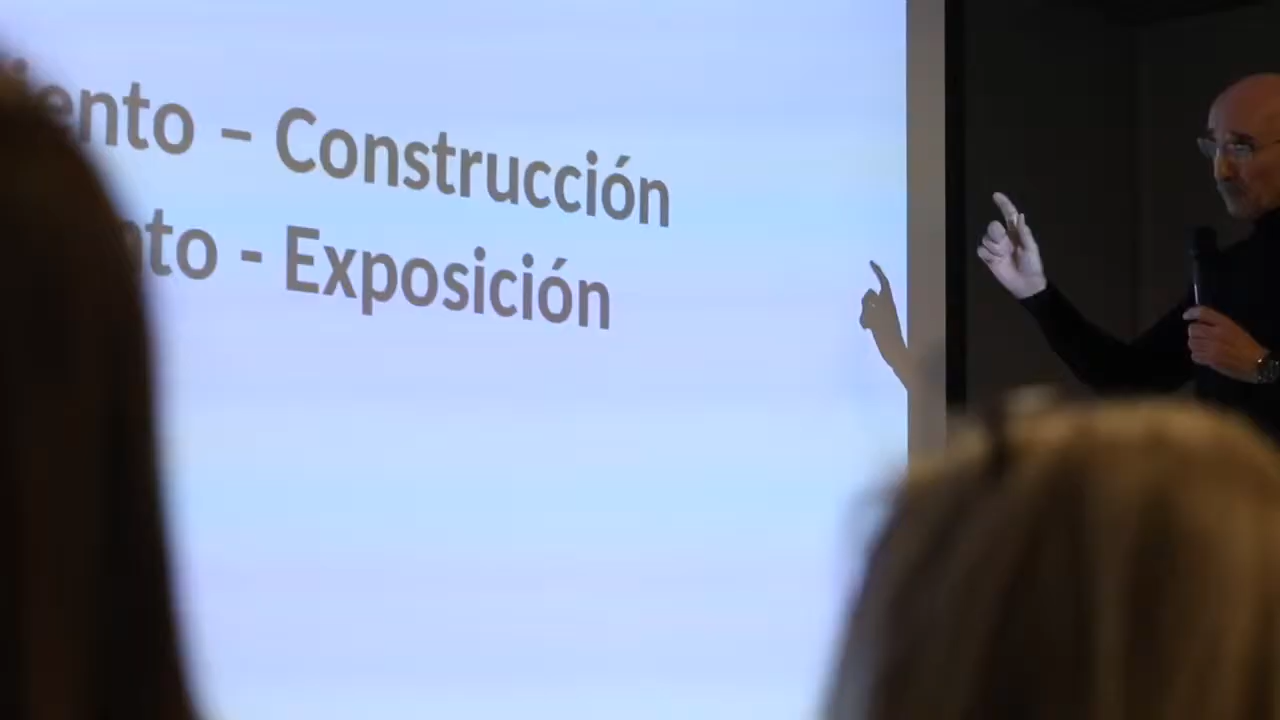 – Construcción
- Exposición